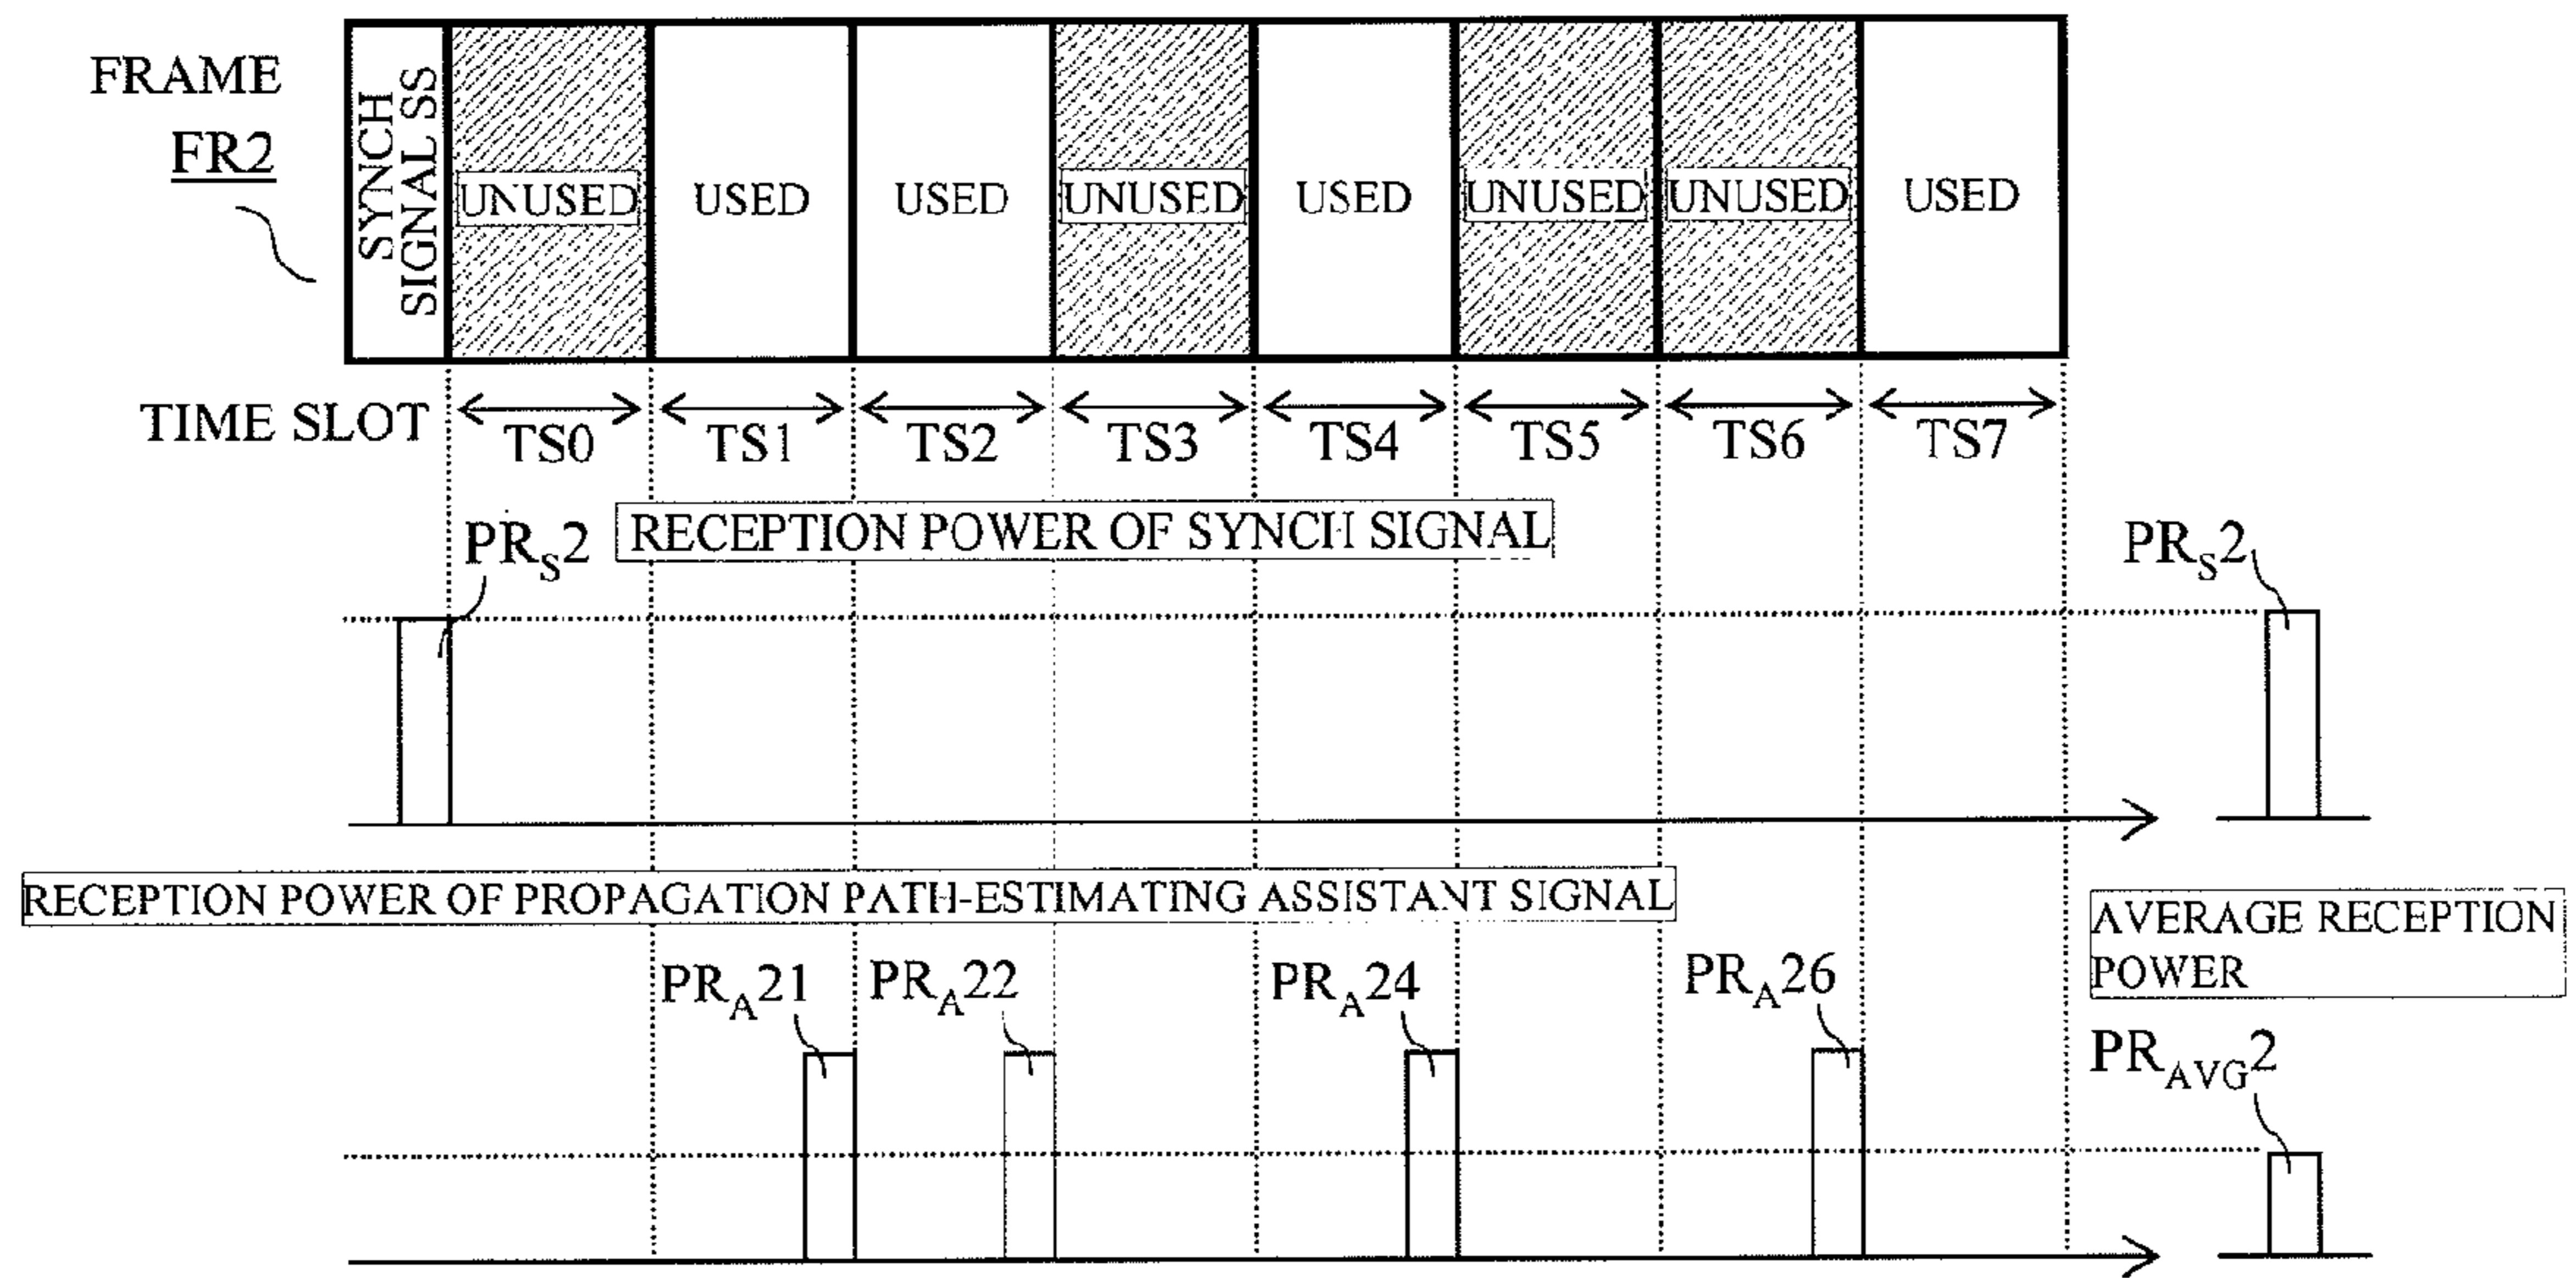 FRAME
FR2
SYNCH
SIGNAL SS
UNUSED
USED
USED
UNUSED
USED
UNUSED
UNUSED
USED
TIME SLOT
TS0
TS1
TS2
TS3
TS4
TS5
TS6
TS7
PRS2
RECEPTION POWER OF SYNCH SIGNAL
PRS2
RECEPTION POWER OF PROPAGATION PATH-ESTIMATING ASSISTANT SIGNAL
AVERAGE RECEPTION
POWER
PRA21
PRA22
PRA24
PRA26
PRAVG2